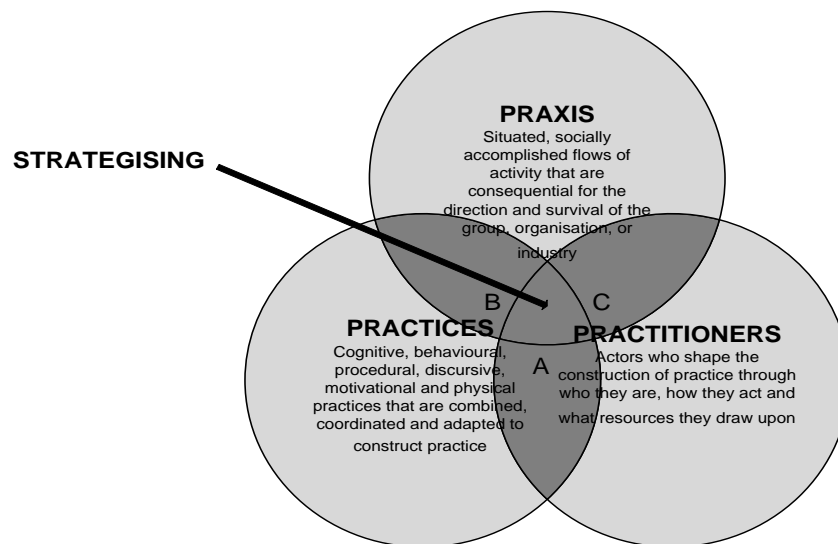 PRAXIS
Situated, socially
accomplished flows of
activity that are
consequential for the
direction and survival of the
group, organisation, or
industry
STRATEGISING
B
C
PRACTICES
Cognitive, behavioural,
procedural, discursive,
motivational and physical
practices that are combined,
coordinated and adapted to
construct practice
A
PRACTITIONERS
Actors who shape the
construction of practice through
who they are, how they act and
what resources they draw upon